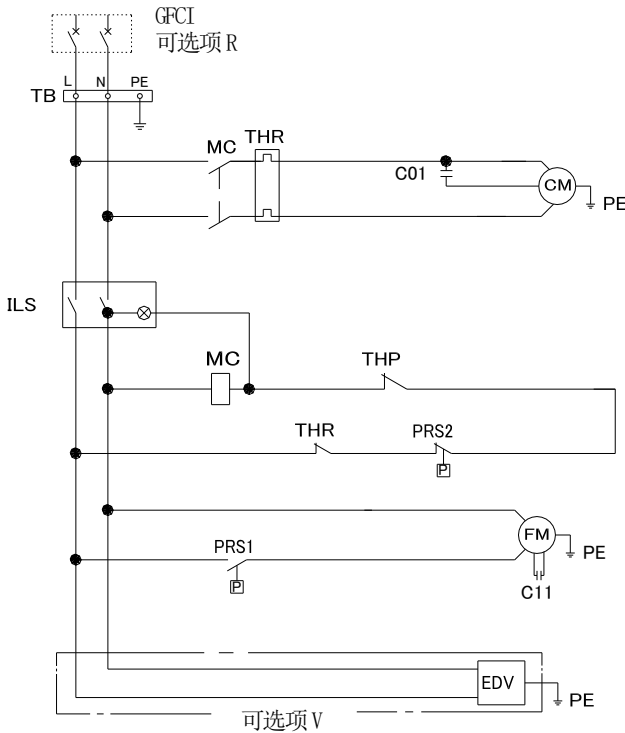 GFCI
可选项R
L N PE
TB
MC THR
C01
CM
PE
ILS
MC
THP
THR
PRS2
P
PRS1
P
FM
PE
C11
EDV
PE
可选项V